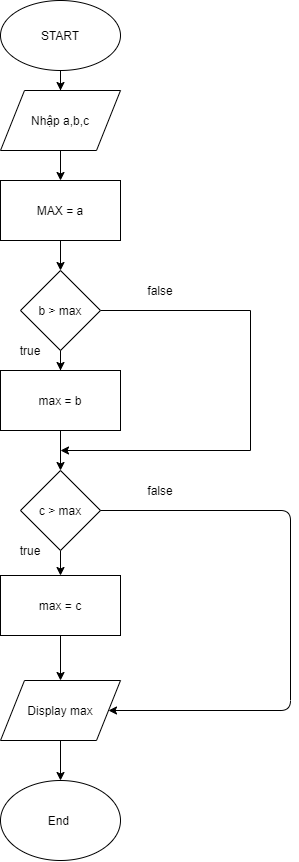 START
Nhập a,b,c
MAX = a
b > max
false
true
max = b
c > max
false
true
max = c
Display max
End